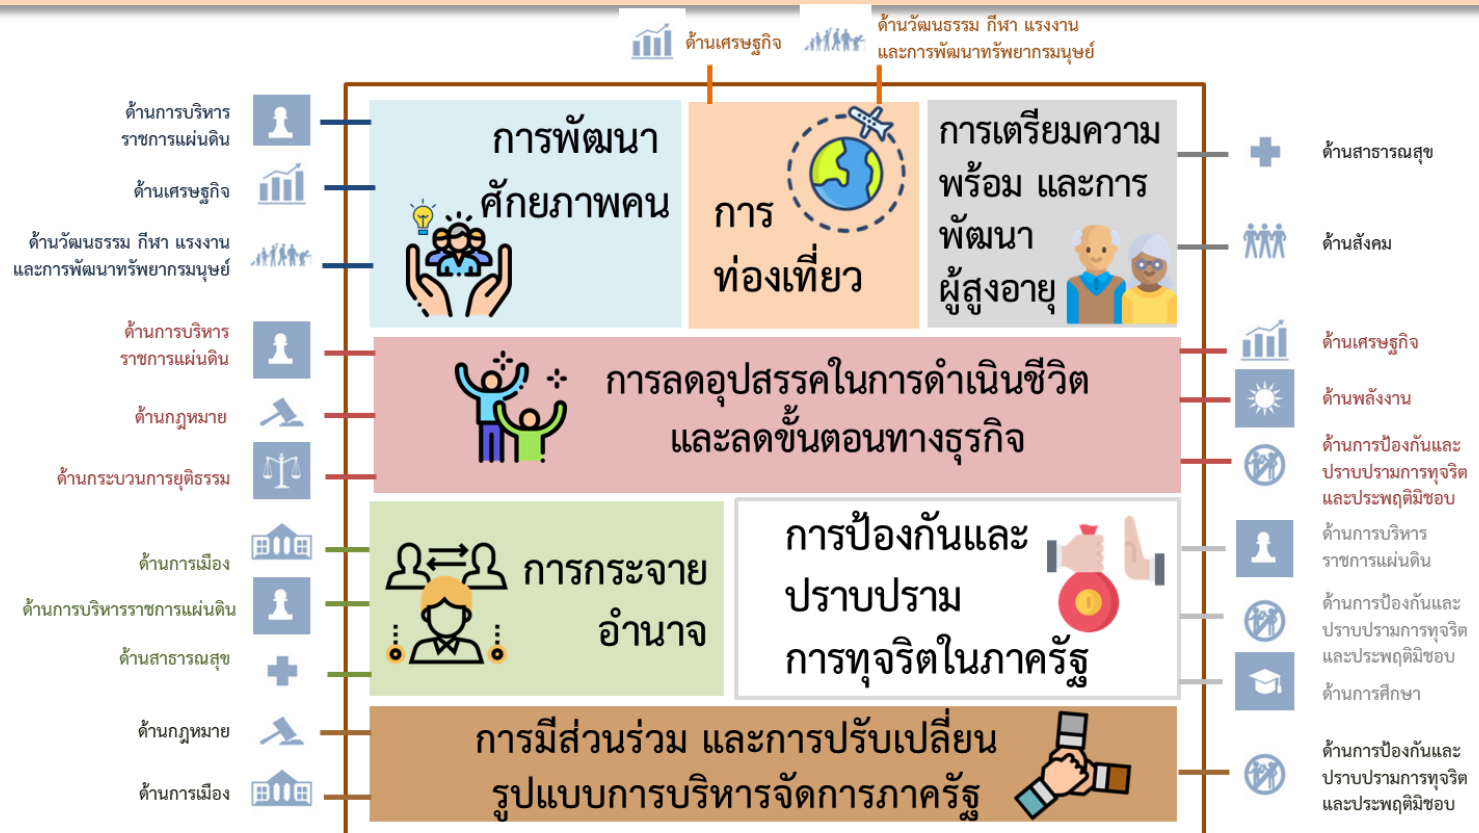 ด้านเศรษฐกิจ
ด้านวัฒนธรรม กีฬา แรงงาน
และการพัฒนาทรัพยากรมนุษย์
ด้านการบริหาร
ราชการแผ่นดิน
ด้านเศรษฐกิจ
ด้านวัฒนธรรม กีฬา แรงงาน
และการพัฒนาทรัพยากรมนุษย์
การพัฒนา
ศักยภาพคน
การ
ท่องเที่ยว
การเตรียมความ
พร้อม และการ
พัฒนา
ผู้สูงอายุ
ด้านสาธารณสุข
ด้านสังคม
ด้านการบริหาร
ราชการแผ่นดิน
ด้านกฎหมาย
ด้านกระบวนการยุติธรรม
การลดอุปสรรคในการดำเนินชีวิต
และลดขั้นตอนทางธุรกิจ
ด้านเศรษฐกิจ
ด้านพลังงาน
ด้านการป้องกันและ
ปราบปรามการทุจริต
และประพฤติมิชอบ
ด้านการเมือง
ด้านการบริหารราชการแผ่นดิน
ด้านสาธารณสุข
การกระจาย
อำนาจ
การป้องกันและ
ปราบปราม
การทุจริตในภาครัฐ
ด้านการบริหาร
ราชการแผ่นดิน
ด้านการป้องกันและ
ปราบปรามการทุจริต
และประพฤติมิชอบ
ด้านการศึกษา
ด้านกฎหมาย
ด้านการเมือง
การมีส่วนร่วม และการปรับเปลี่ยน
รูปแบบการบริหารจัดการภาครัฐ
ด้านการป้องกันและ
ปราบปรามการทุจริต
และประพฤติมิชอบ